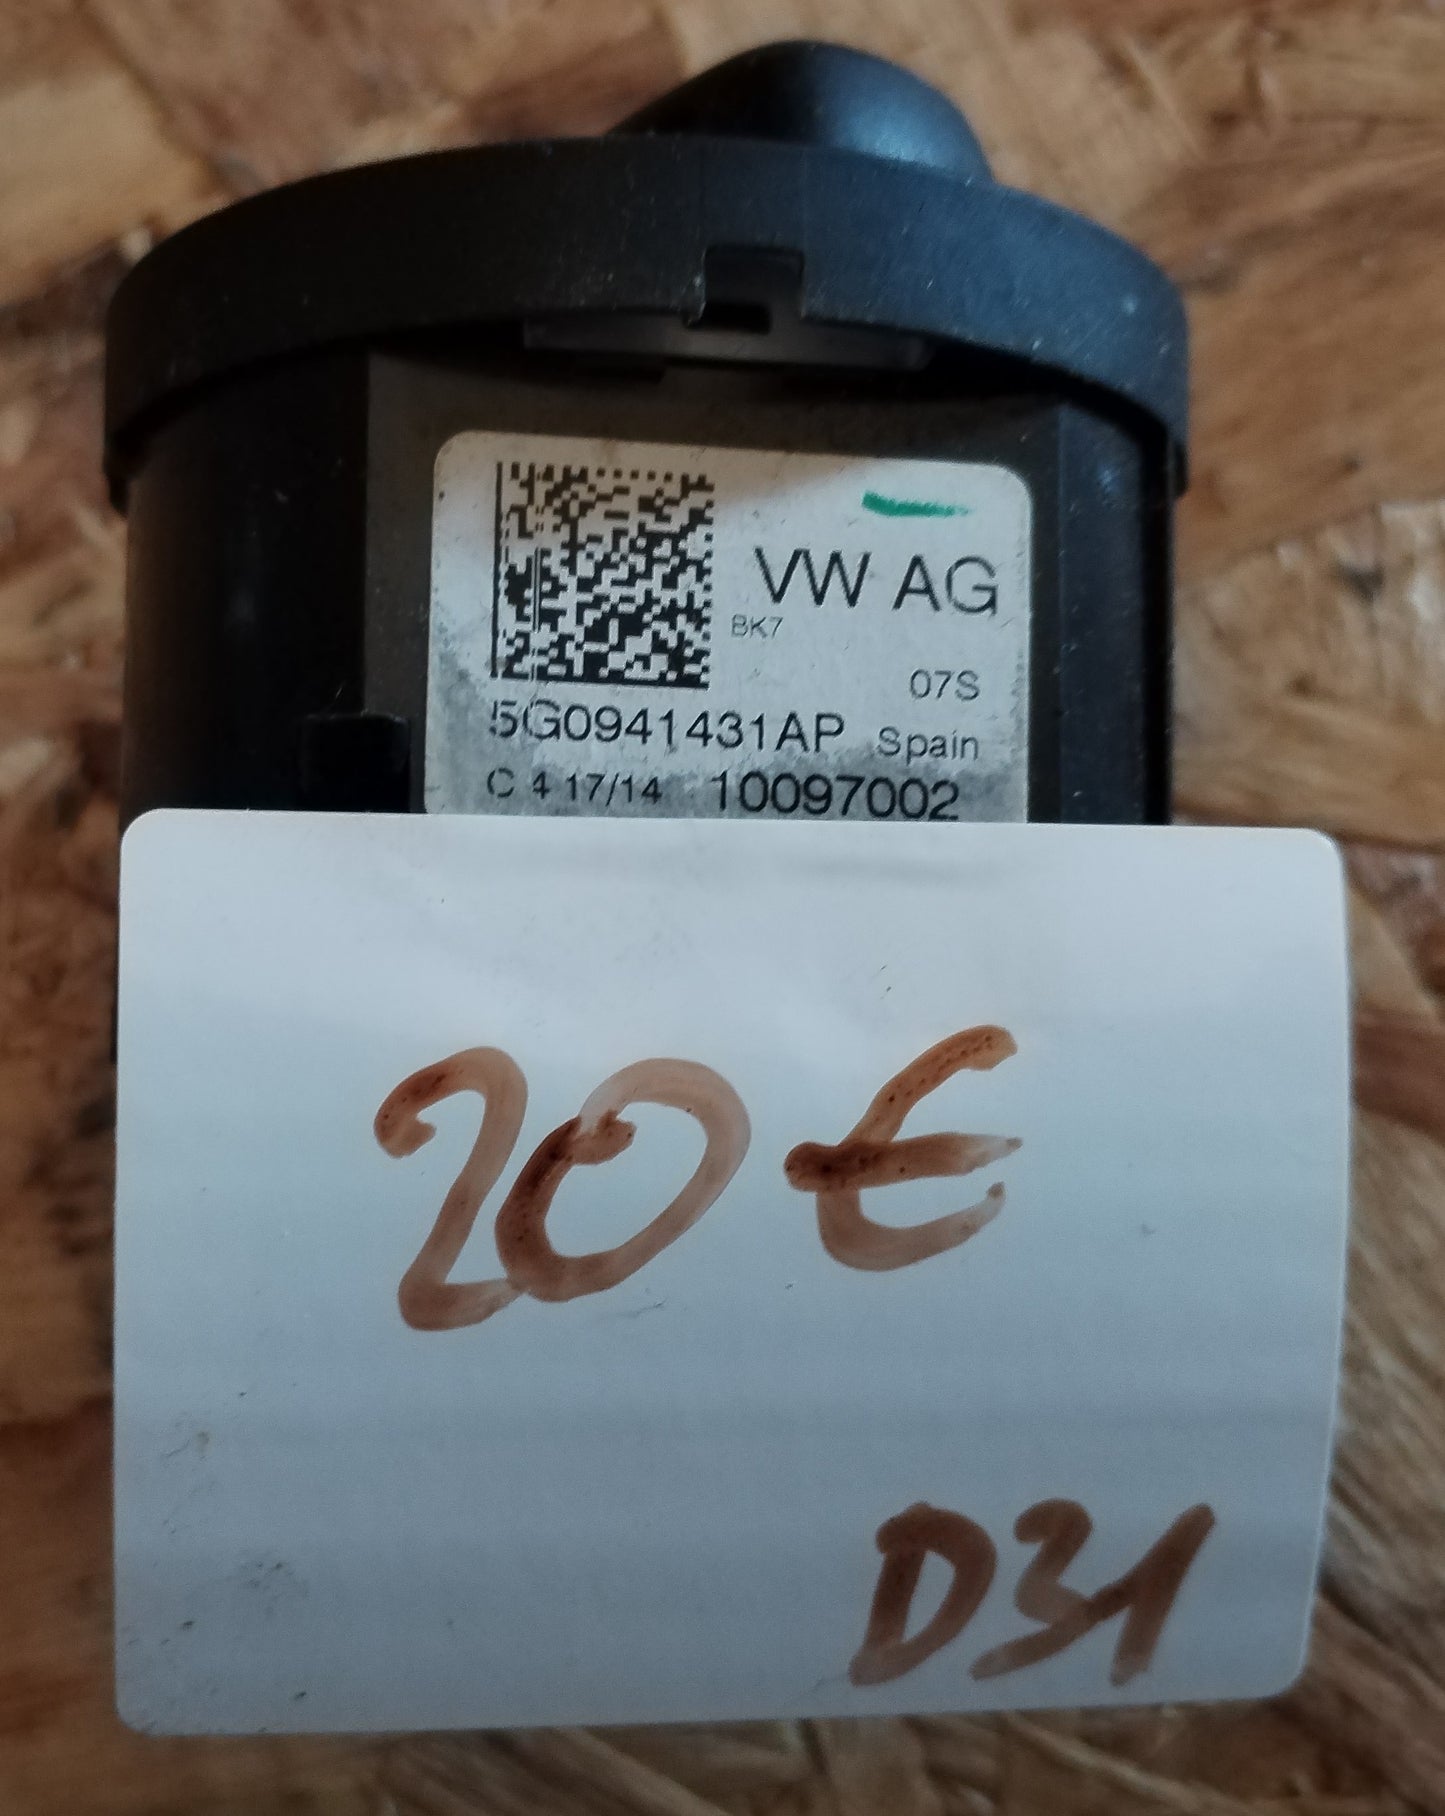 VW AG
BK7
07S
5G0941431AP Spain
C 4 17/14 10097002
20 €
D31